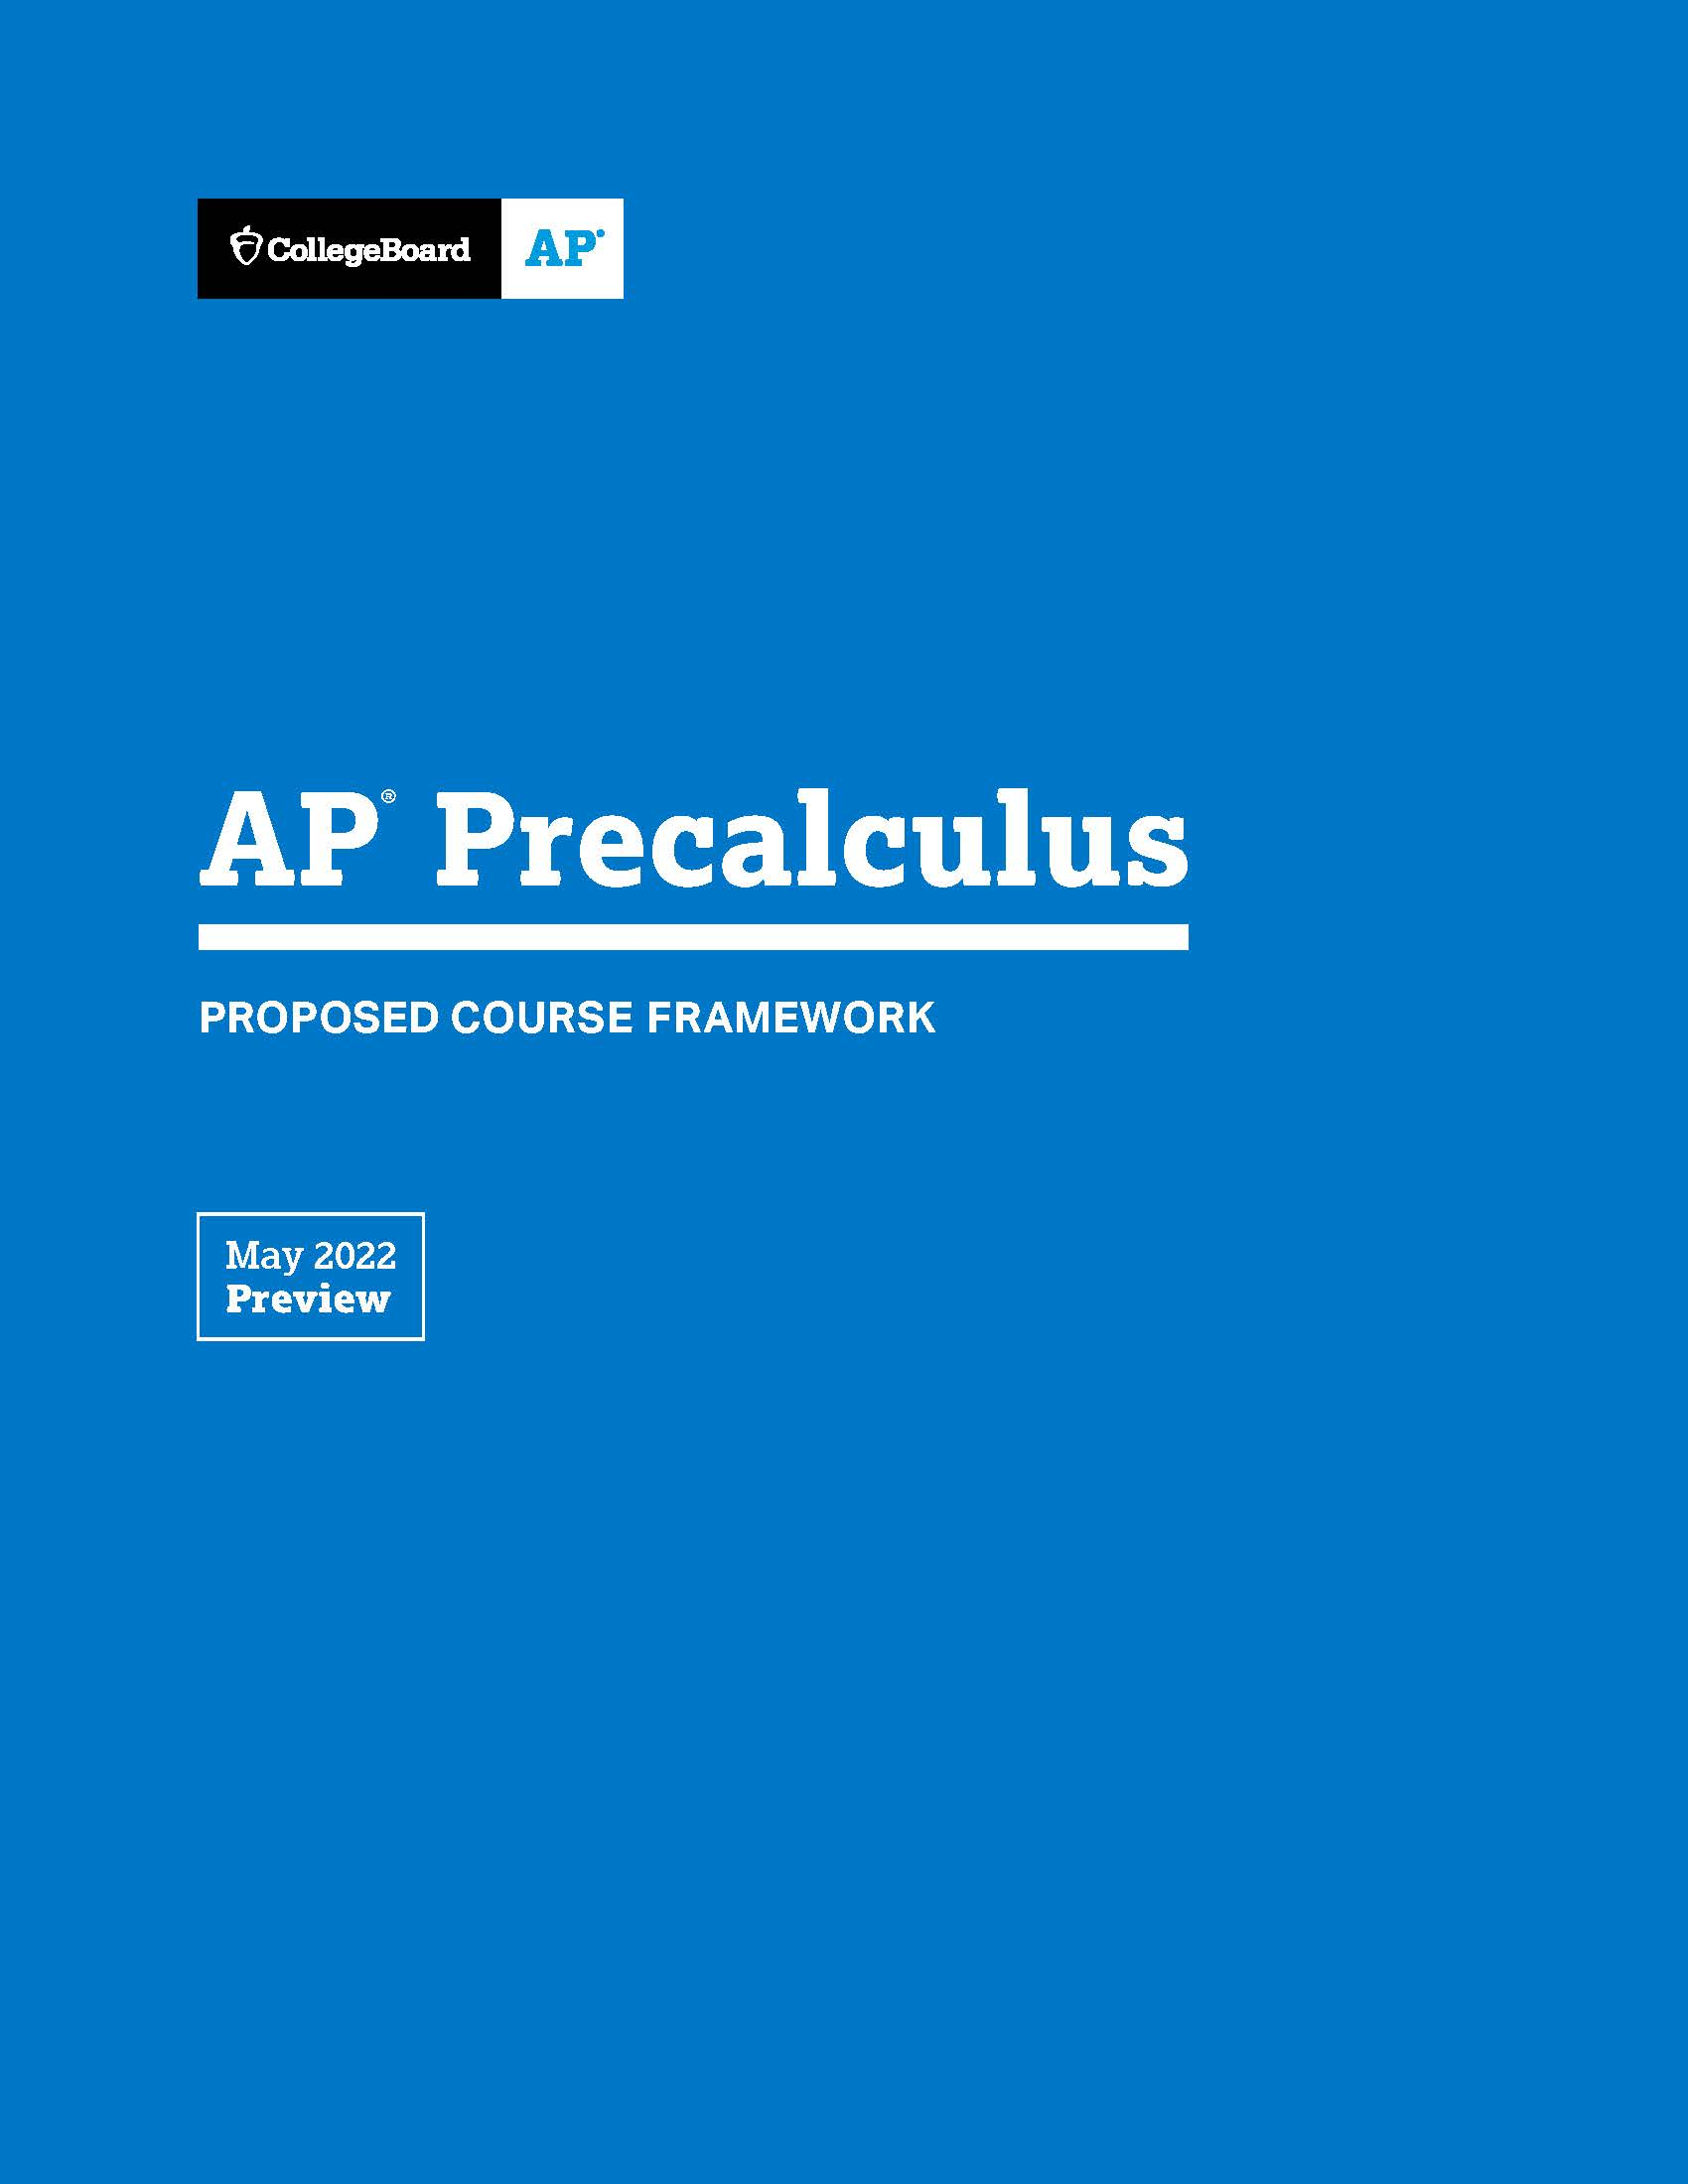 CollegeBoard AP®
AP® Precalculus
PROPOSED COURSE FRAMEWORK
May 2022
Preview